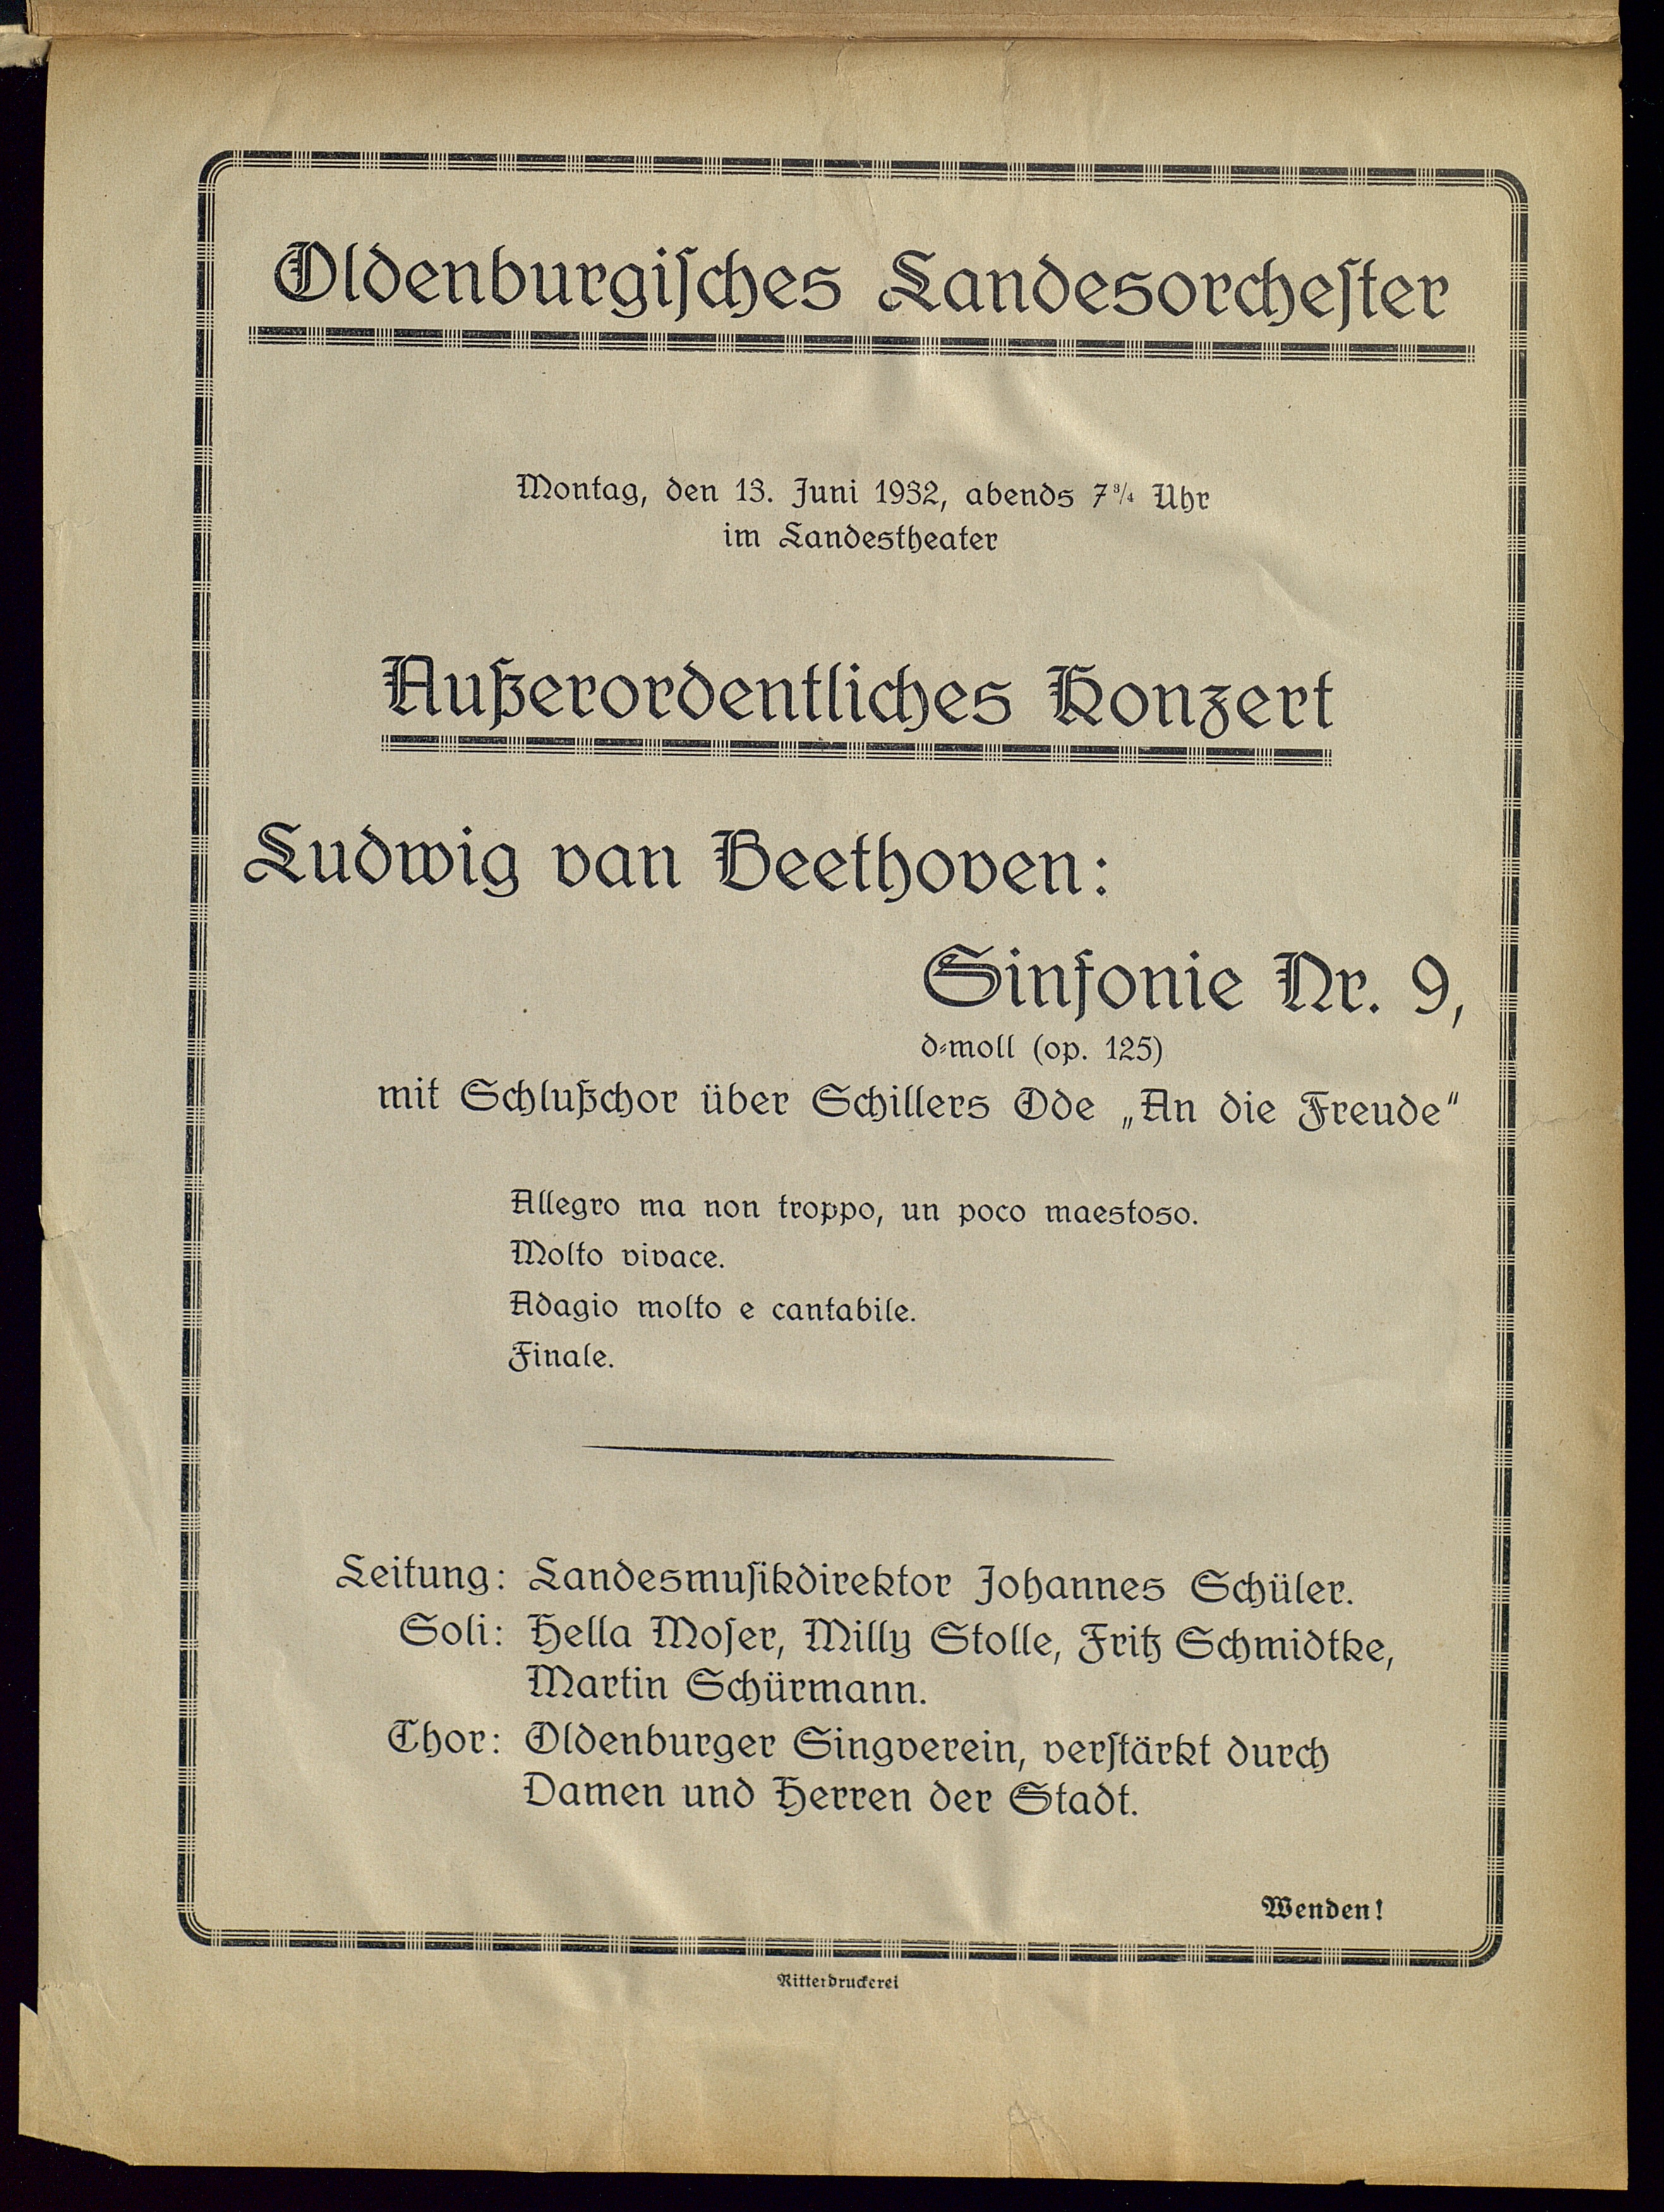 Oldenburgisches Landesorchester
Montag, den 13. Juni 1932, abends 7¾ Uhr
im Landestheater
Außerordentliches Konzert
Ludwig van Beethoven:
Sinfonie Nr. 9,
d-moll (op. 125)
mit Schlußchor über Schillers Ode „An die Freude“
Allegro ma non troppo, un poco maestoso.
Molto vivace.
Adagio molto e cantabile.
Finale.
Leitung: Landesmusikdirektor Johannes Schüler.
Soli: Hella Moser, Milly Stolle, Fritz Schmidtke,
Martin Schürmann.
Chor: Oldenburger Singverein, verstärkt durch
Damen und Herren der Stadt.
Wenden!
Ritterdruckerei